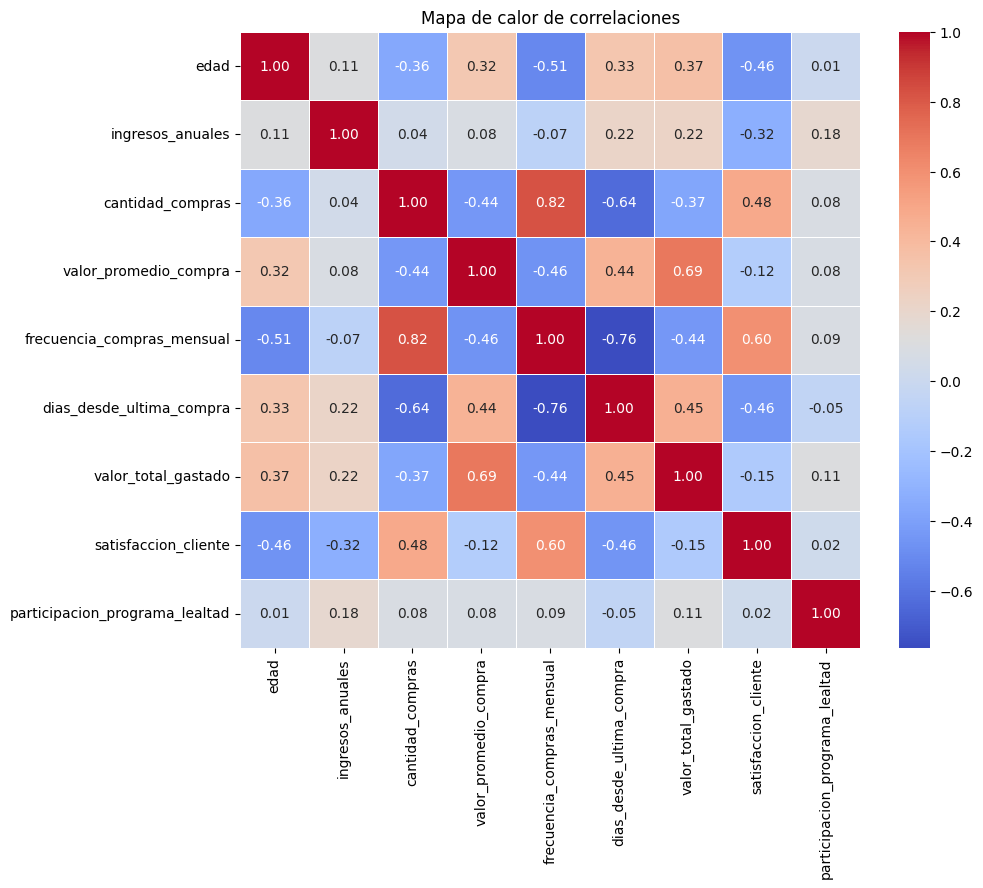 Mapa de calor de correlaciones
edad 1.00 0.11 -0.36 0.32 -0.51 0.33 0.37 -0.46 0.01
ingresos_anuales 0.11 1.00 0.04 0.08 -0.07 0.22 0.22 -0.32 0.18
cantidad_compras -0.36 0.04 1.00 -0.44 0.82 -0.64 -0.37 0.48 0.08
valor_promedio_compra 0.32 0.08 -0.44 1.00 -0.46 0.44 0.69 -0.12 0.08
frecuencia_compras_mensual -0.51 -0.07 0.82 -0.46 1.00 -0.76 -0.44 0.60 0.09
dias_desde_ultima_compra 0.33 0.22 -0.64 0.44 -0.76 1.00 0.45 -0.46 -0.05
valor_total_gastado 0.37 0.22 -0.37 0.69 -0.44 0.45 1.00 -0.15 0.11
satisfaccion_cliente -0.46 -0.32 0.48 -0.12 0.60 -0.46 -0.15 1.00 0.02
participacion_programa_lealtad 0.01 0.18 0.08 0.08 0.09 -0.05 0.11 0.02 1.00
edad
ingresos_anuales
cantidad_compras
valor_promedio_compra
frecuencia_compras_mensual
dias_desde_ultima_compra
valor_total_gastado
satisfaccion_cliente
participacion_programa_lealtad
1.0
0.8
0.6
0.4
0.2
0.0
−0.2
−0.4
−0.6